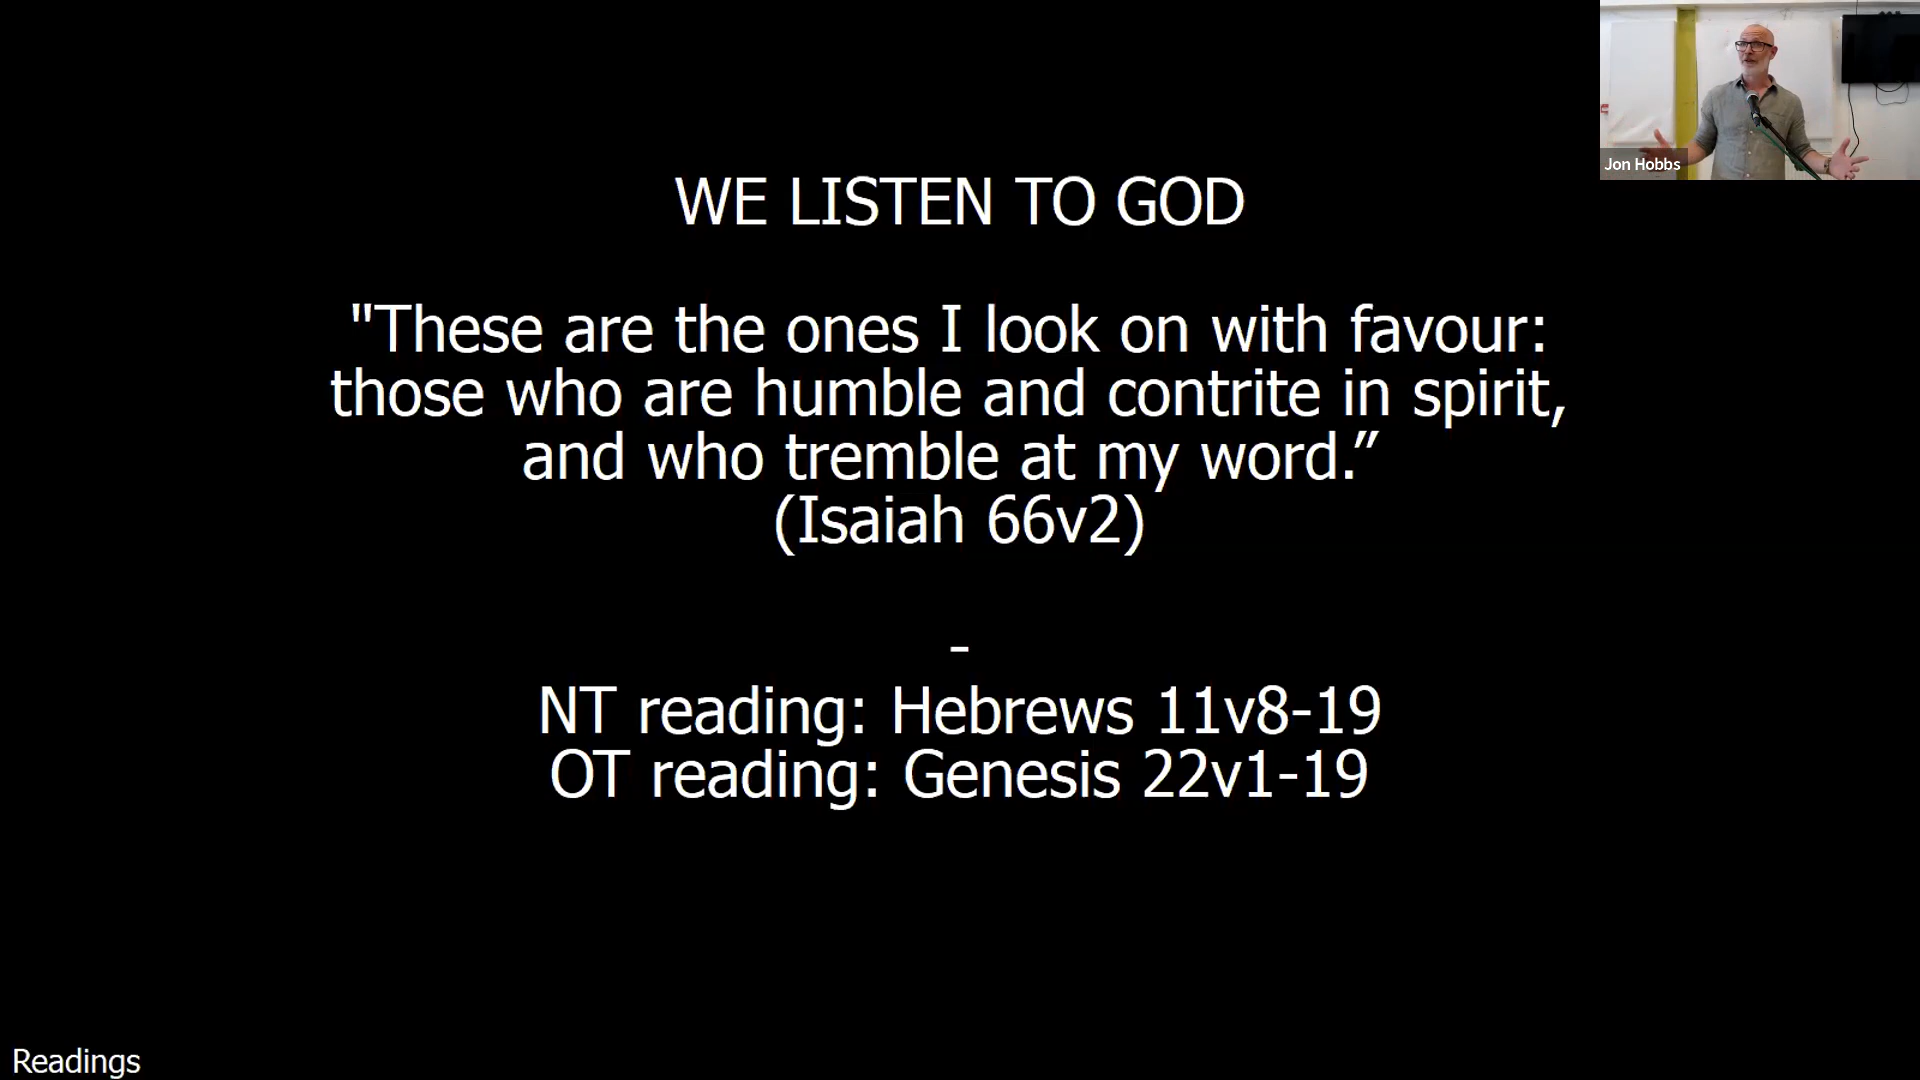 WE LISTEN TO GOD
"These are the ones I look on with favour:
those who are humble and contrite in spirit,
and who tremble at my word.”
(Isaiah 66v2)
-
NT reading: Hebrews 11v8-19
OT reading: Genesis 22v1-19
Readings
Jon Hobbs